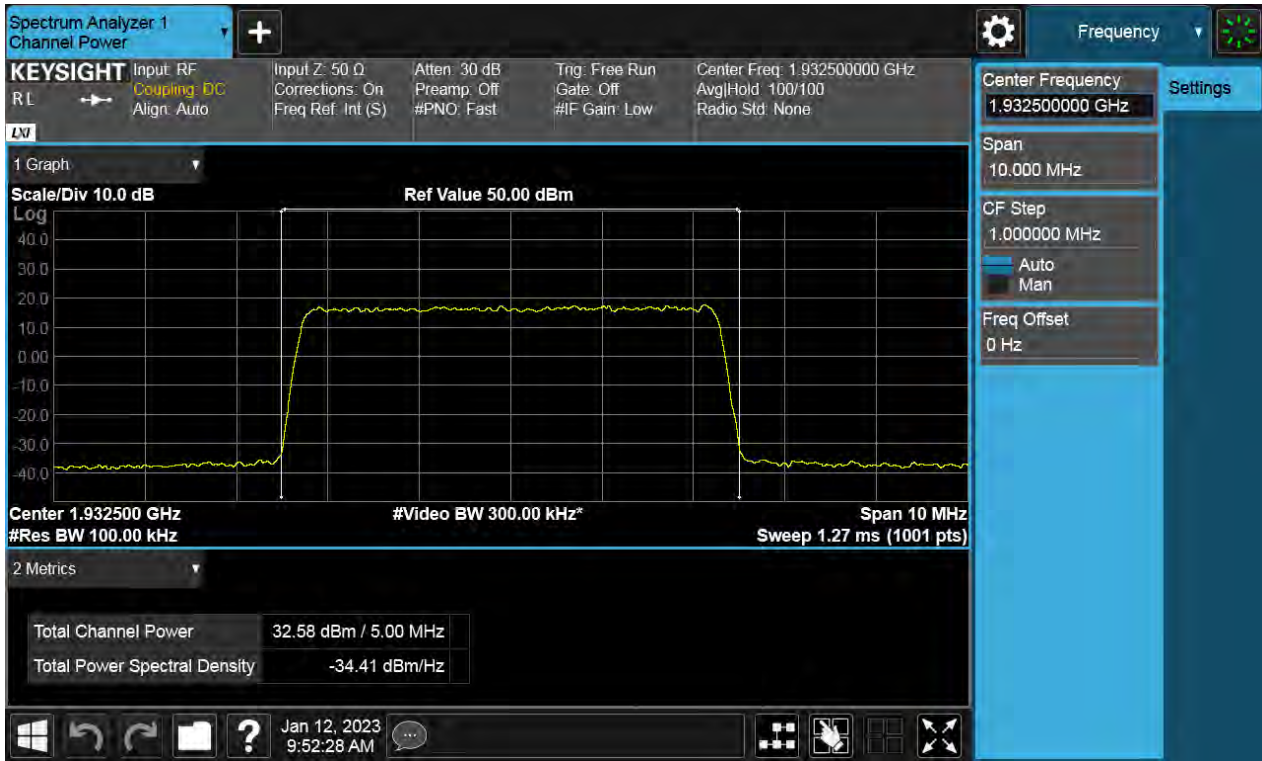 Spectrum Analyzer 1
Channel Power
+
Frequency
KEYSIGHT
RL
LXI
Input: RF
Coupling: DC
Align: Auto
Input Z: 50 Ω
Corrections: On
Freq Ref: Int (S)
Atten: 30 dB
Preamp: Off
#PNO: Fast
Trig: Free Run
Gate: Off
#IF Gain: Low
Center Freq: 1.932500000 GHz
Avg|Hold: 100/100
Radio Std: None
Center Frequency
1.932500000 GHz
Settings
Span
10.000 MHz
CF Step
1.000000 MHz
Auto
Man
Freq Offset
0 Hz
1 Graph
Scale/Div 10.0 dB
Ref Value 50.00 dBm
Log
40.0
30.0
20.0
10.0
0.00
-10.0
-20.0
-30.0
-40.0
Center 1.932500 GHz
#Video BW 300.00 kHz*
Span 10 MHz
#Res BW 100.00 kHz
Sweep 1.27 ms (1001 pts)
2 Metrics
Total Channel Power 32.58 dBm / 5.00 MHz
Total Power Spectral Density -34.41 dBm/Hz
?
Jan 12, 2023
9:52:28 AM